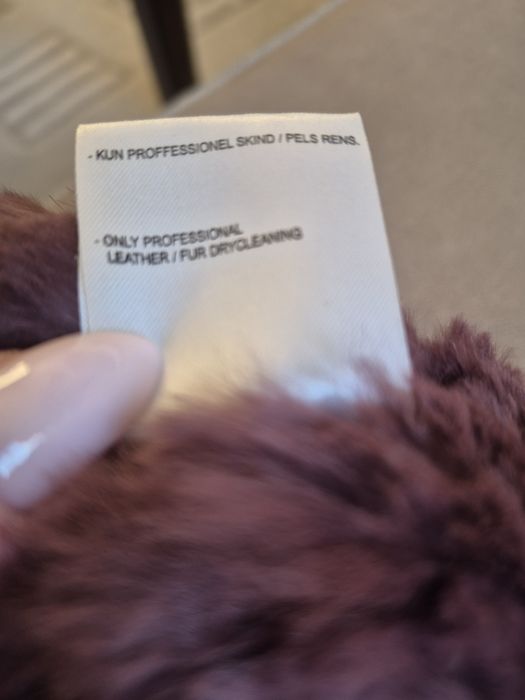 - KUN PROFFESSIONEL SKIND / PELS RENS.
- ONLY PROFESSIONAL
LEATHER / FUR DRYCLEANING